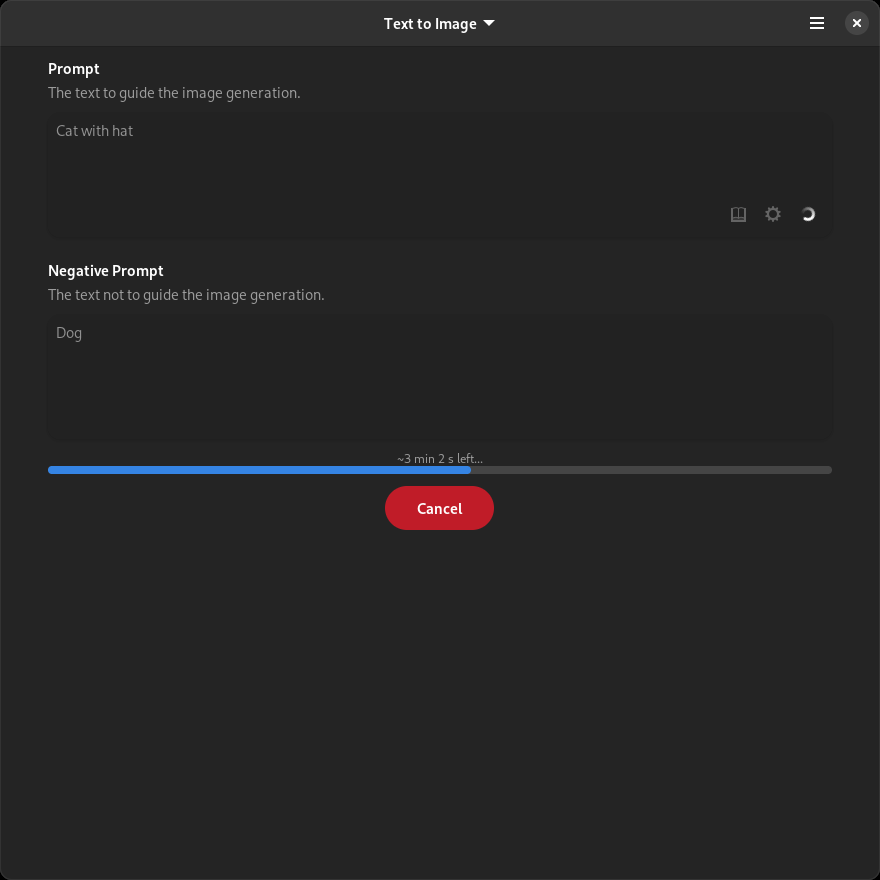 Text to Image
Prompt
The text to guide the image generation.
Cat with hat
Negative Prompt
The text not to guide the image generation.
Dog
~3 min 2 s left...
Cancel